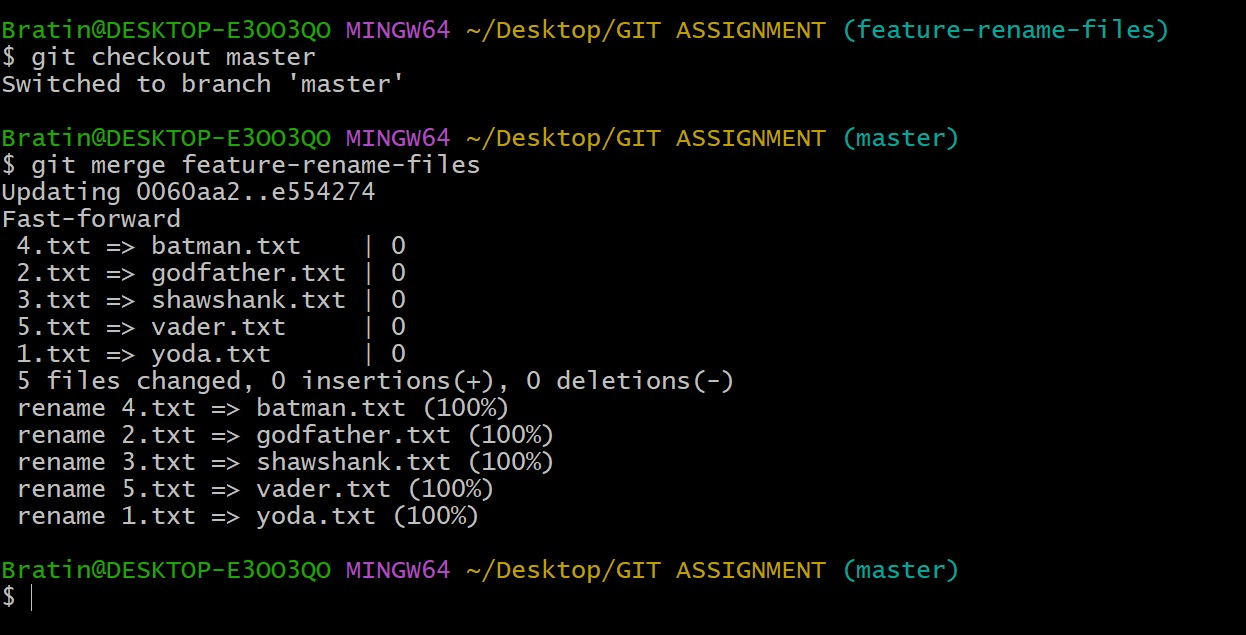 Bratin@DESKTOP-E3OO3QO MINGW64 ~/Desktop/GIT ASSIGNMENT (feature-rename-files)
$ git checkout master
Switched to branch 'master'
Bratin@DESKTOP-E3OO3QO MINGW64 ~/Desktop/GIT ASSIGNMENT (master)
$ git merge feature-rename-files
Updating 0060aa2..e554274
Fast-forward
 4.txt => batman.txt    | 0
 2.txt => godfather.txt | 0
 3.txt => shawshank.txt | 0
 5.txt => vader.txt     | 0
 1.txt => yoda.txt      | 0
 5 files changed, 0 insertions(+), 0 deletions(-)
 rename 4.txt => batman.txt (100%)
 rename 2.txt => godfather.txt (100%)
 rename 3.txt => shawshank.txt (100%)
 rename 5.txt => vader.txt (100%)
 rename 1.txt => yoda.txt (100%)
Bratin@DESKTOP-E3OO3QO MINGW64 ~/Desktop/GIT ASSIGNMENT (master)
$